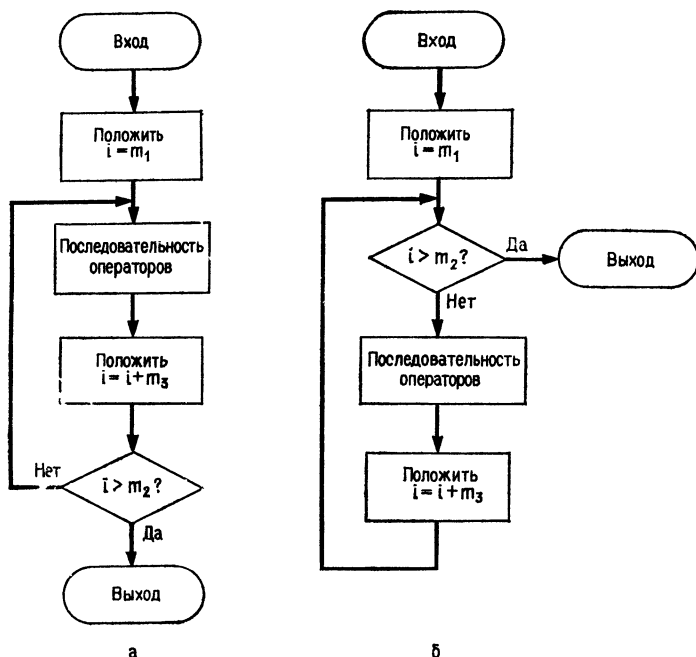 Вход
Положить
i = m₁
Последовательность
операторов
Положить
i = i + m₃
Нет
i > m₂?
Да
Выход
а
Вход
Положить
i = m₁
i > m₂?
Да
Выход
Нет
Последовательность
операторов
Положить
i = i + m₃
б